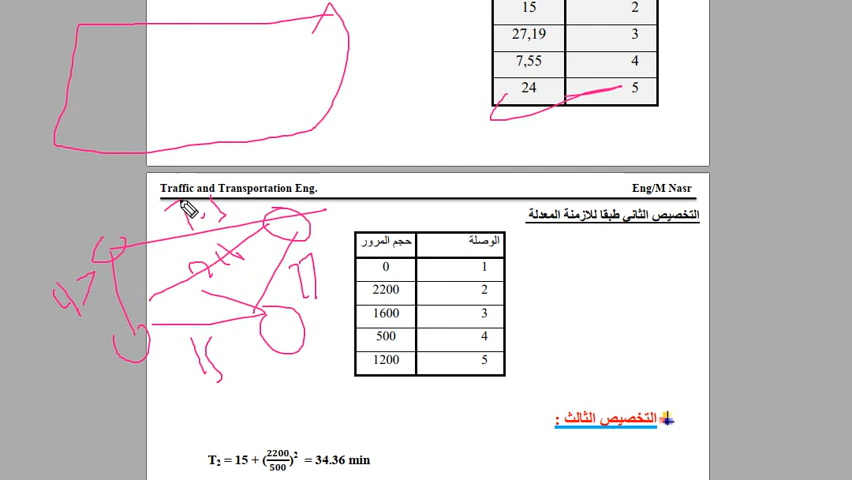 15 2
27,19 3
7,55 4
24 5
Traffic and Transportation Eng. Eng/M Nasr
التخصيص الثاني طبقا للازمنة المعدلة
الوصلة حجم المرور
0 1
2200 2
1600 3
500 4
1200 5
التخصيص الثالث :
T₂ = 15 + (2200/500)² = 34.36 min
15